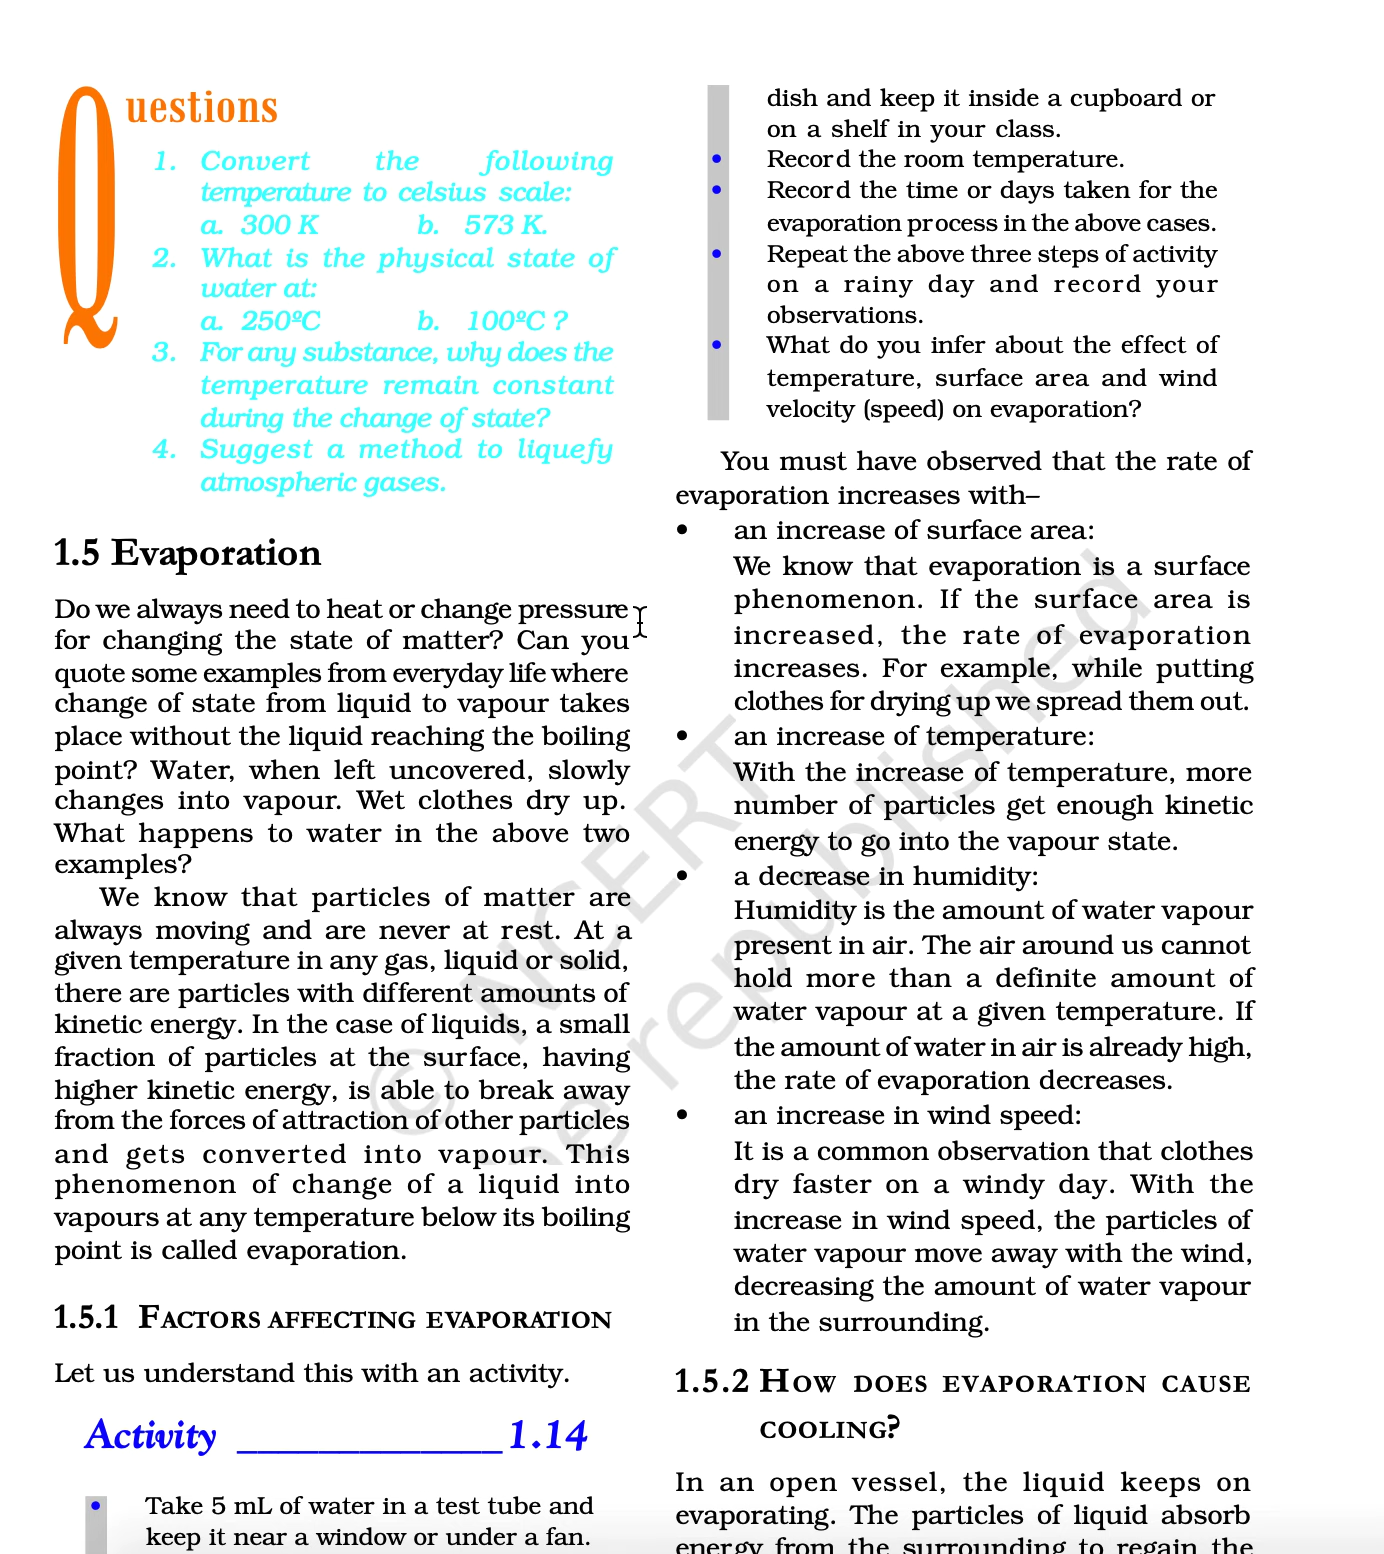 Questions
1. Convert the following
temperature to celsius scale:
a. 300 K b. 573 K.
2. What is the physical state of
water at:
a. 250ºC b. 100ºC ?
3. For any substance, why does the
temperature remain constant
during the change of state?
4. Suggest a method to liquefy
atmospheric gases.
1.5 Evaporation
Do we always need to heat or change pressure
for changing the state of matter? Can you
quote some examples from everyday life where
change of state from liquid to vapour takes
place without the liquid reaching the boiling
point? Water, when left uncovered, slowly
changes into vapour. Wet clothes dry up.
What happens to water in the above two
examples?
We know that particles of matter are
always moving and are never at rest. At a
given temperature in any gas, liquid or solid,
there are particles with different amounts of
kinetic energy. In the case of liquids, a small
fraction of particles at the surface, having
higher kinetic energy, is able to break away
from the forces of attraction of other particles
and gets converted into vapour. This
phenomenon of change of a liquid into
vapours at any temperature below its boiling
point is called evaporation.
1.5.1 FACTORS AFFECTING EVAPORATION
Let us understand this with an activity.
Activity ______________ 1.14
• Take 5 mL of water in a test tube and
keep it near a window or under a fan.
dish and keep it inside a cupboard or
on a shelf in your class.
• Record the room temperature.
• Record the time or days taken for the
evaporation process in the above cases.
• Repeat the above three steps of activity
on a rainy day and record your
observations.
• What do you infer about the effect of
temperature, surface area and wind
velocity (speed) on evaporation?
You must have observed that the rate of
evaporation increases with–
• an increase of surface area:
We know that evaporation is a surface
phenomenon. If the surface area is
increased, the rate of evaporation
increases. For example, while putting
clothes for drying up we spread them out.
• an increase of temperature:
With the increase of temperature, more
number of particles get enough kinetic
energy to go into the vapour state.
• a decrease in humidity:
Humidity is the amount of water vapour
present in air. The air around us cannot
hold more than a definite amount of
water vapour at a given temperature. If
the amount of water in air is already high,
the rate of evaporation decreases.
• an increase in wind speed:
It is a common observation that clothes
dry faster on a windy day. With the
increase in wind speed, the particles of
water vapour move away with the wind,
decreasing the amount of water vapour
in the surrounding.
1.5.2 HOW DOES EVAPORATION CAUSE
COOLING?
In an open vessel, the liquid keeps on
evaporating. The particles of liquid absorb
energy from the surrounding to regain the
© NCERT
be republished